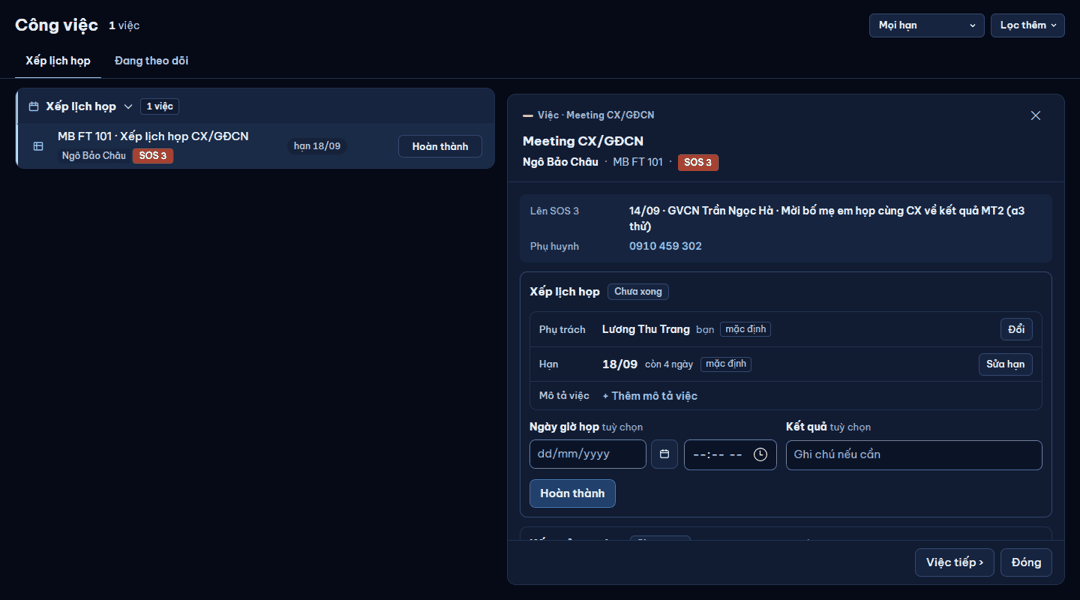 Công việc 1 việc
Mọi hạn
Lọc thêm
Xếp lịch họp
Đang theo dõi
Xếp lịch họp 1 việc
MB FT 101 · Xếp lịch họp CX/GĐCN
Ngô Bảo Châu SOS 3
hạn 18/09
Hoàn thành
Việc · Meeting CX/GĐCN
Meeting CX/GĐCN
Ngô Bảo Châu · MB FT 101 · SOS 3
Lên SOS 3
14/09 · GVCN Trần Ngọc Hà · Mời bố mẹ em họp cùng CX về kết quả MT2 (a3
thử)
Phụ huynh 0910 459 302
Xếp lịch họp Chưa xong
Phụ trách Lương Thu Trang bạn mặc định Đổi
Hạn 18/09 còn 4 ngày mặc định Sửa hạn
Mô tả việc + Thêm mô tả việc
Ngày giờ họp tuỳ chọn
Kết quả tuỳ chọn
dd/mm/yyyy
--:-- --
Ghi chú nếu cần
Hoàn thành
Việc tiếp ›
Đóng